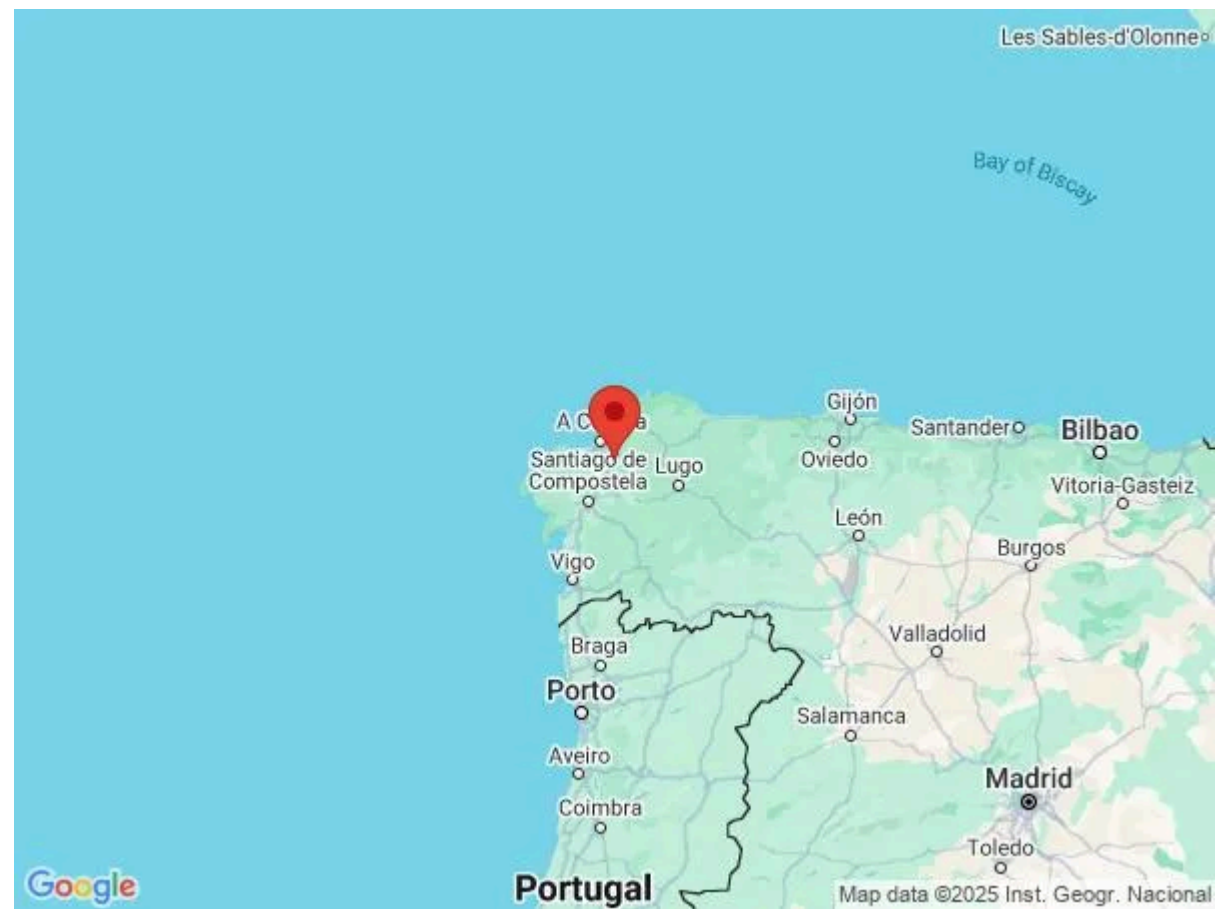 Les Sables-d'Olonne
Bay of Biscay
Gijón
A C
a
Santander
Bilbao
Santiago de
Compostela
Lugo
Oviedo
Vitoria-Gasteiz
León
Burgos
Vigo
Valladolid
Braga
Porto
Salamanca
Aveiro
Madrid
Coimbra
Toledo
Portugal
Google
Map data ©2025 Inst. Geogr. Nacional